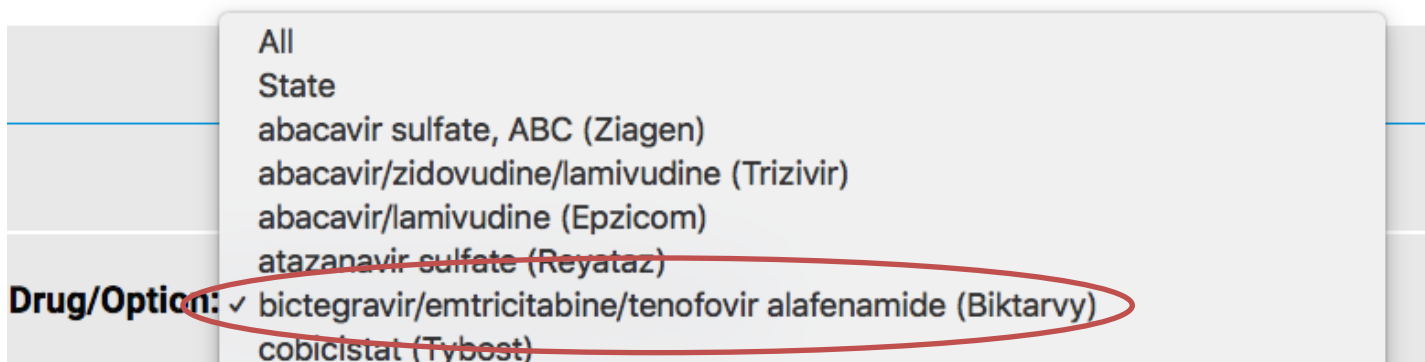 All
State
abacavir sulfate, ABC (Ziagen)
abacavir/zidovudine/lamivudine (Trizivir)
abacavir/lamivudine (Epzicom)
atazanavir sulfate (Reyataz)
Drug/Option: ✓ bictegravir/emtricitabine/tenofovir alafenamide (Biktarvy)
cobicistat (Tybost)